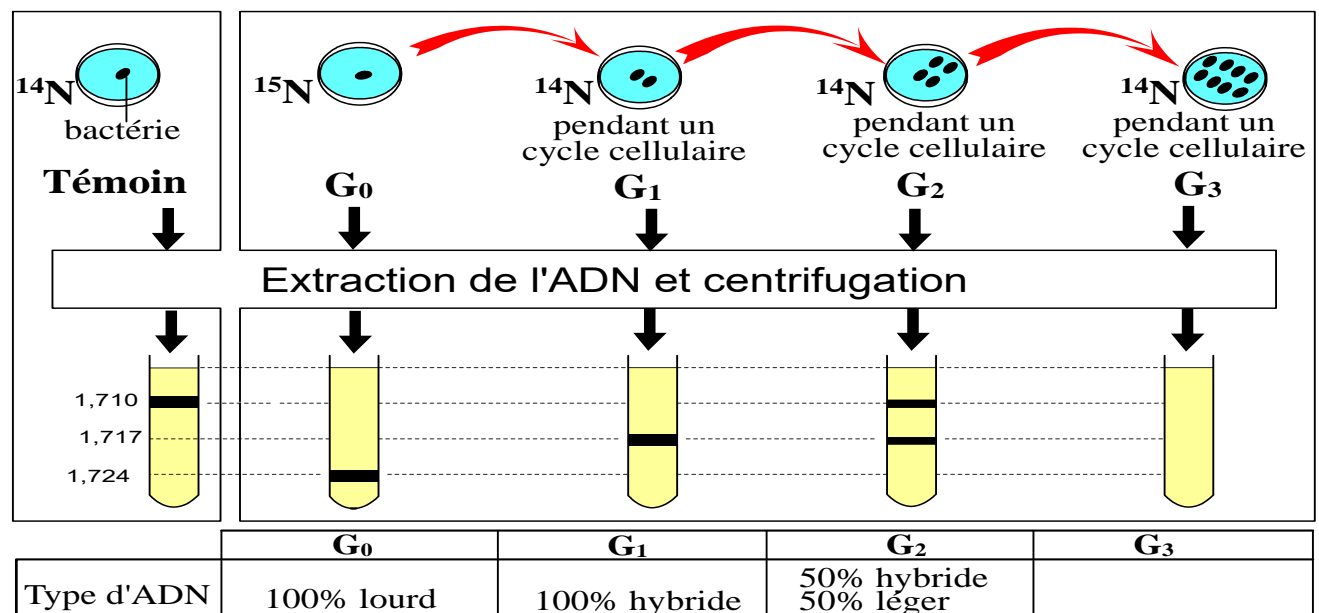 14N
bactérie
Témoin
15N
G0
14N
pendant un
cycle cellulaire
G1
14N
pendant un
cycle cellulaire
G2
14N
pendant un
cycle cellulaire
G3
Extraction de l'ADN et centrifugation
1,710
1,717
1,724
G0 G1 G2 G3
Type d'ADN
100% lourd
100% hybride
50% hybride
50% léger